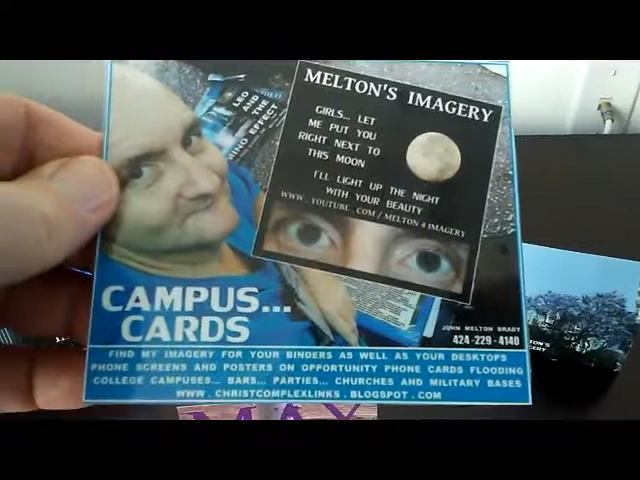 MELTON'S IMAGERY
GIRLS... LET
ME PUT YOU
RIGHT NEXT TO
THIS MOON
I'LL LIGHT UP THE NIGHT
WITH YOUR BEAUTY
WWW . YOUTUBE . COM / MELTON 4 IMAGERY
LEO
AND THE
MIND EFFECT
CAMPUS...
CARDS
JOHN MELTON BRADY
424-229-4140
FIND MY IMAGERY FOR YOUR BINDERS AS WELL AS YOUR DESKTOPS
PHONE SCREENS AND POSTERS ON OPPORTUNITY PHONE CARDS FLOODING
COLLEGE CAMPUSES... BARS... PARTIES... CHURCHES AND MILITARY BASES
WWW . CHRISTCOMPLEXLINKS . BLOGSPOT . COM
MAX